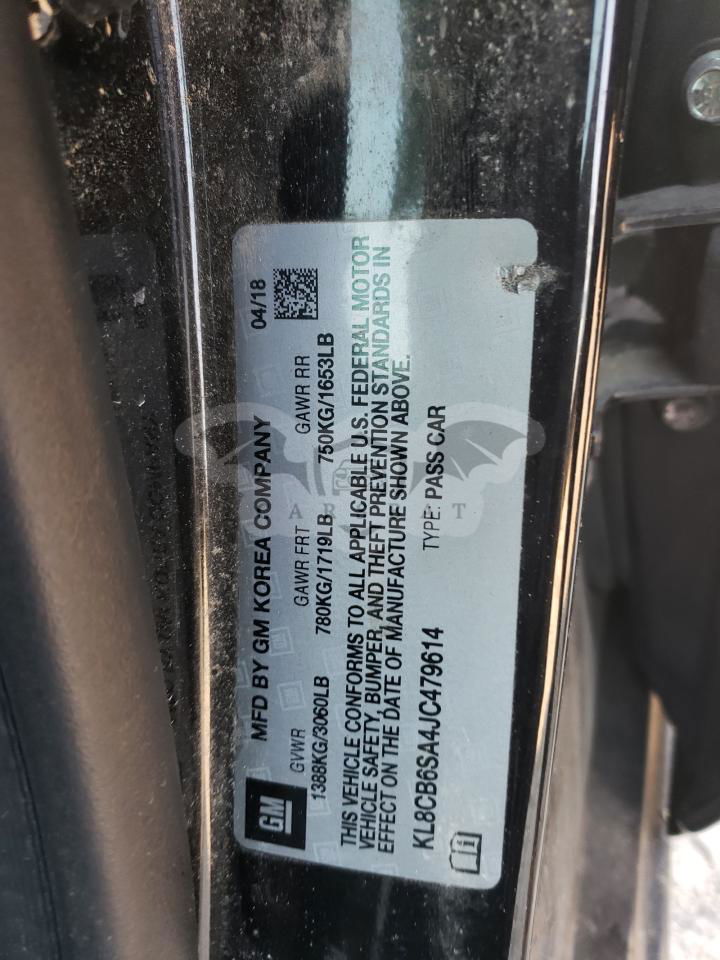 MFD BY GM KOREA COMPANY 04/18
GM
GVWR GAWR FRT GAWR RR
1388KG/3060LB 780KG/1719LB 750KG/1653LB
THIS VEHICLE CONFORMS TO ALL APPLICABLE U.S. FEDERAL MOTOR
VEHICLE SAFETY, BUMPER, AND THEFT PREVENTION STANDARDS IN
EFFECT ON THE DATE OF MANUFACTURE SHOWN ABOVE.
KL8CB6SA4JC479614 TYPE: PASS CAR